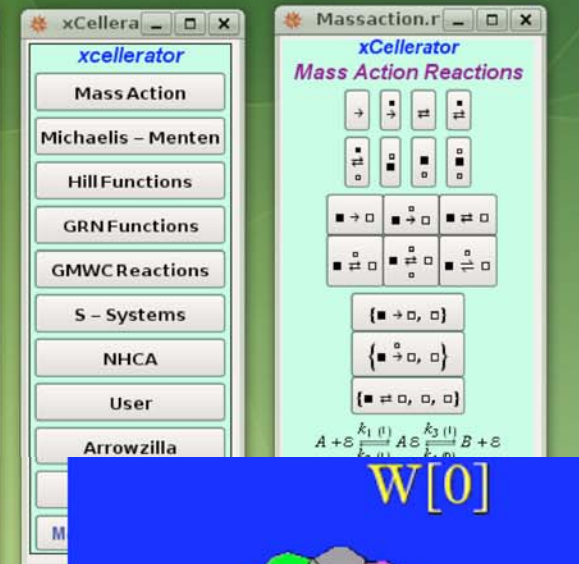 xCellera
xcellerator
Mass Action
Michaelis – Menten
Hill Functions
GRN Functions
GMWC Reactions
S – Systems
NHCA
User
Arrowzilla
M
Massaction.r
xCellerator
Mass Action Reactions
→ ■→ ⇄ ■⇄
■⇄□ □■ ■□ □■□
■ → □ ■ □→ □ ■ ⇄ □
■ □⇄ □ ■ □⇄□ □ ■ □⇌ □
{■ → □, □}
{■ □→ □, □}
{■ ⇄ □, □, □}
W[0]